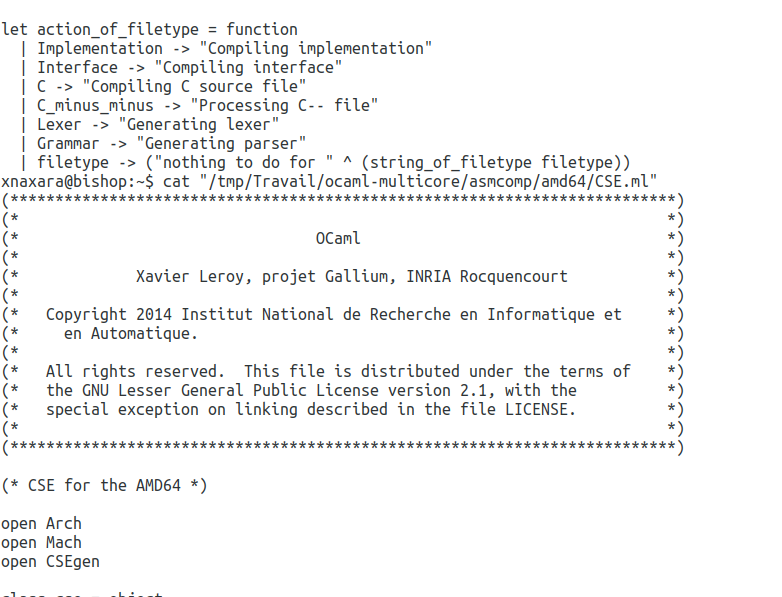 let action_of_filetype = function
  | Implementation -> "Compiling implementation"
  | Interface -> "Compiling interface"
  | C -> "Compiling C source file"
  | C_minus_minus -> "Processing C-- file"
  | Lexer -> "Generating lexer"
  | Grammar -> "Generating parser"
  | filetype -> ("nothing to do for " ^ (string_of_filetype filetype))
xnaxara@bishop:~$ cat "/tmp/Travail/ocaml-multicore/asmcomp/amd64/CSE.ml"
(**************************************************************************)
(*                                                                        *)
(*                                 OCaml                                  *)
(*                                                                        *)
(*             Xavier Leroy, projet Gallium, INRIA Rocquencourt           *)
(*                                                                        *)
(*   Copyright 2014 Institut National de Recherche en Informatique et     *)
(*     en Automatique.                                                    *)
(*                                                                        *)
(*   All rights reserved.  This file is distributed under the terms of    *)
(*   the GNU Lesser General Public License version 2.1, with the          *)
(*   special exception on linking described in the file LICENSE.          *)
(*                                                                        *)
(**************************************************************************)
(* CSE for the AMD64 *)
open Arch
open Mach
open CSEgen
class cse = object